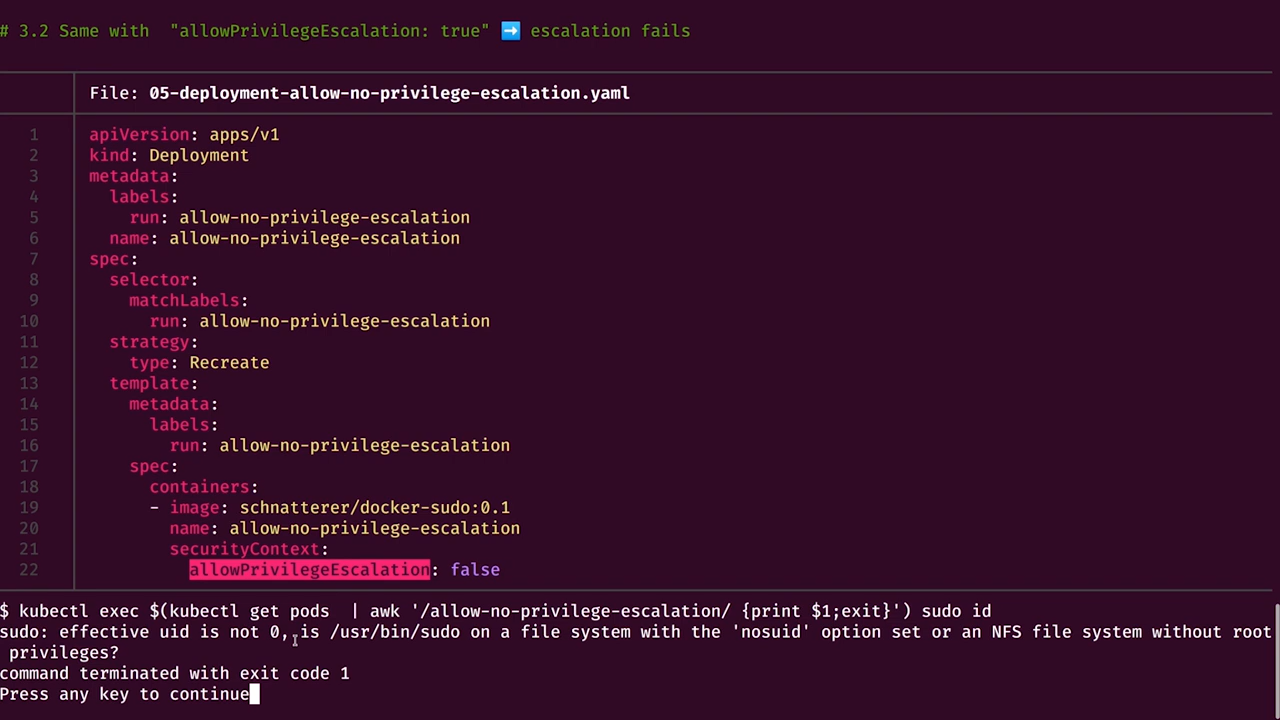 # 3.2 Same with  "allowPrivilegeEscalation: true" ➡ escalation fails
File: 05-deployment-allow-no-privilege-escalation.yaml
1 apiVersion: apps/v1
2 kind: Deployment
3 metadata:
4   labels:
5     run: allow-no-privilege-escalation
6   name: allow-no-privilege-escalation
7 spec:
8   selector:
9     matchLabels:
10       run: allow-no-privilege-escalation
11   strategy:
12     type: Recreate
13   template:
14     metadata:
15       labels:
16         run: allow-no-privilege-escalation
17     spec:
18       containers:
19       - image: schnatterer/docker-sudo:0.1
20         name: allow-no-privilege-escalation
21         securityContext:
22           allowPrivilegeEscalation: false
$ kubectl exec $(kubectl get pods  | awk '/allow-no-privilege-escalation/ {print $1;exit}') sudo id
sudo: effective uid is not 0, is /usr/bin/sudo on a file system with the 'nosuid' option set or an NFS file system without root
 privileges?
command terminated with exit code 1
Press any key to continue